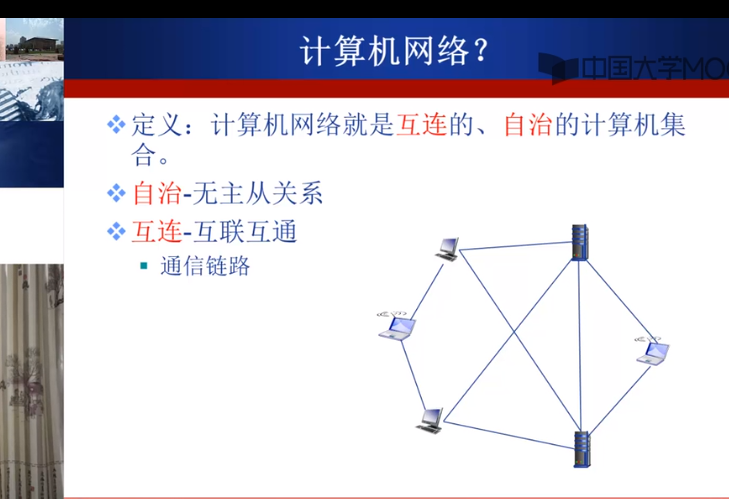 计算机网络？
中国大学MO
定义：计算机网络就是互连的、自治的计算机集
合。
自治-无主从关系
互连-互联互通
通信链路